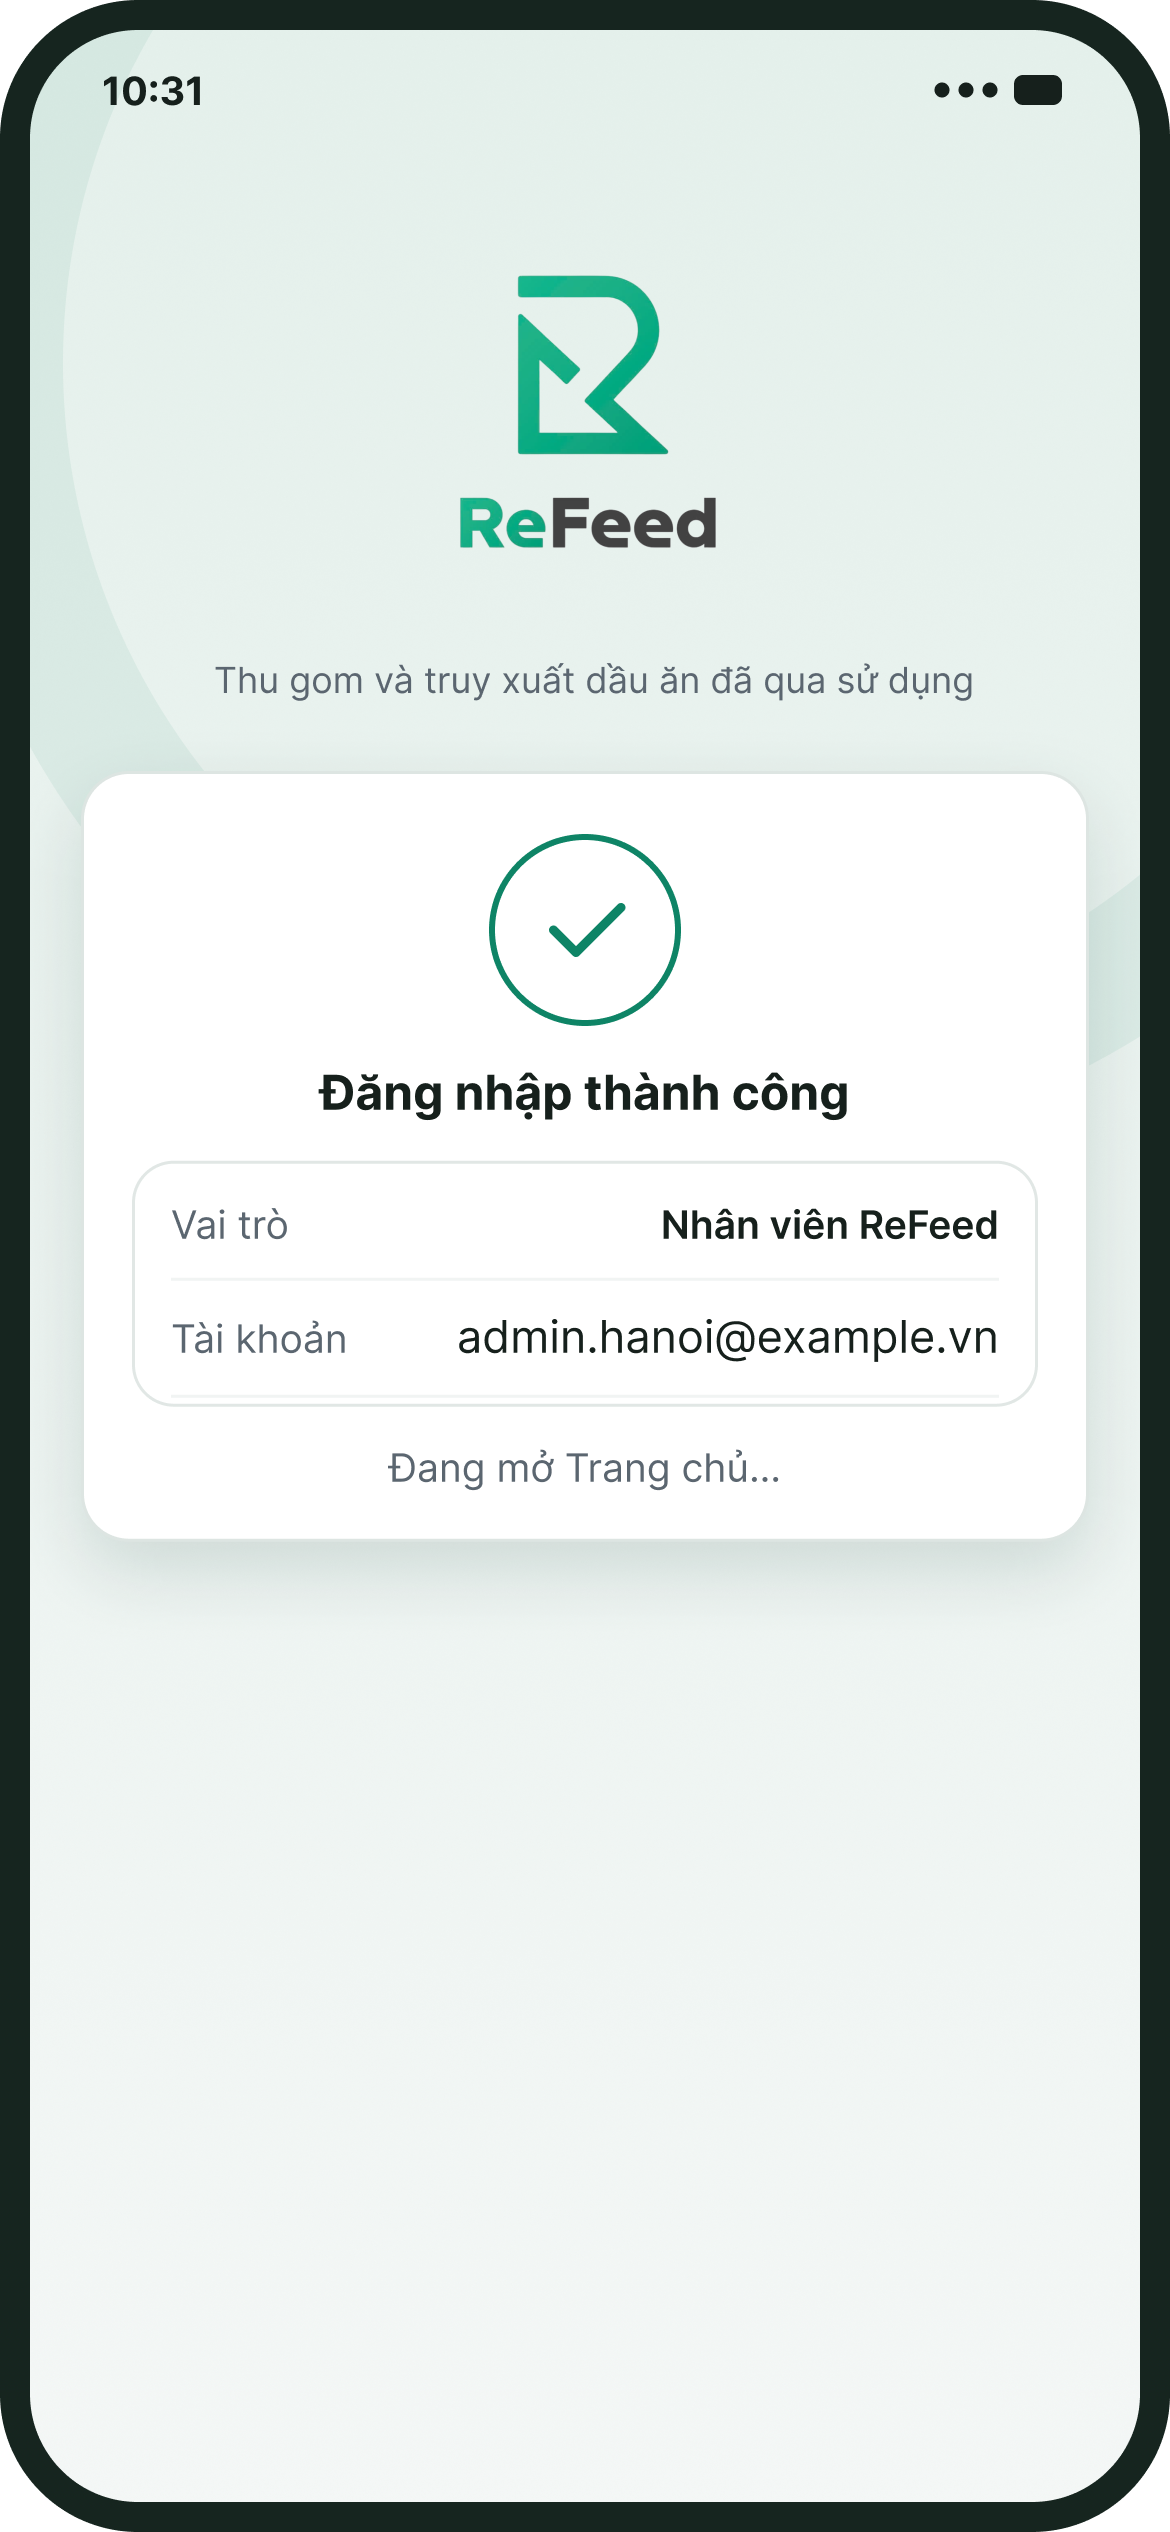 10:31
ReFeed
Thu gom và truy xuất dầu ăn đã qua sử dụng
Đăng nhập thành công
Vai trò Nhân viên ReFeed
Tài khoản admin.hanoi@example.vn
Đang mở Trang chủ...